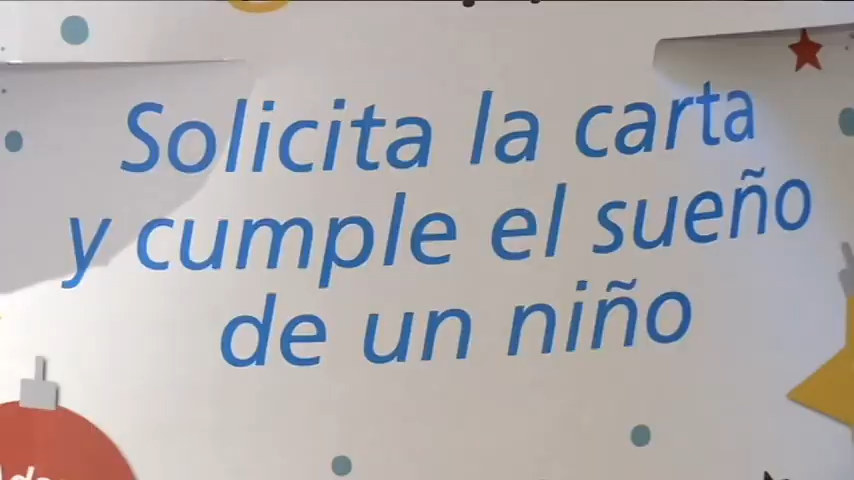 Solicita la carta
y cumple el sueño
de un niño